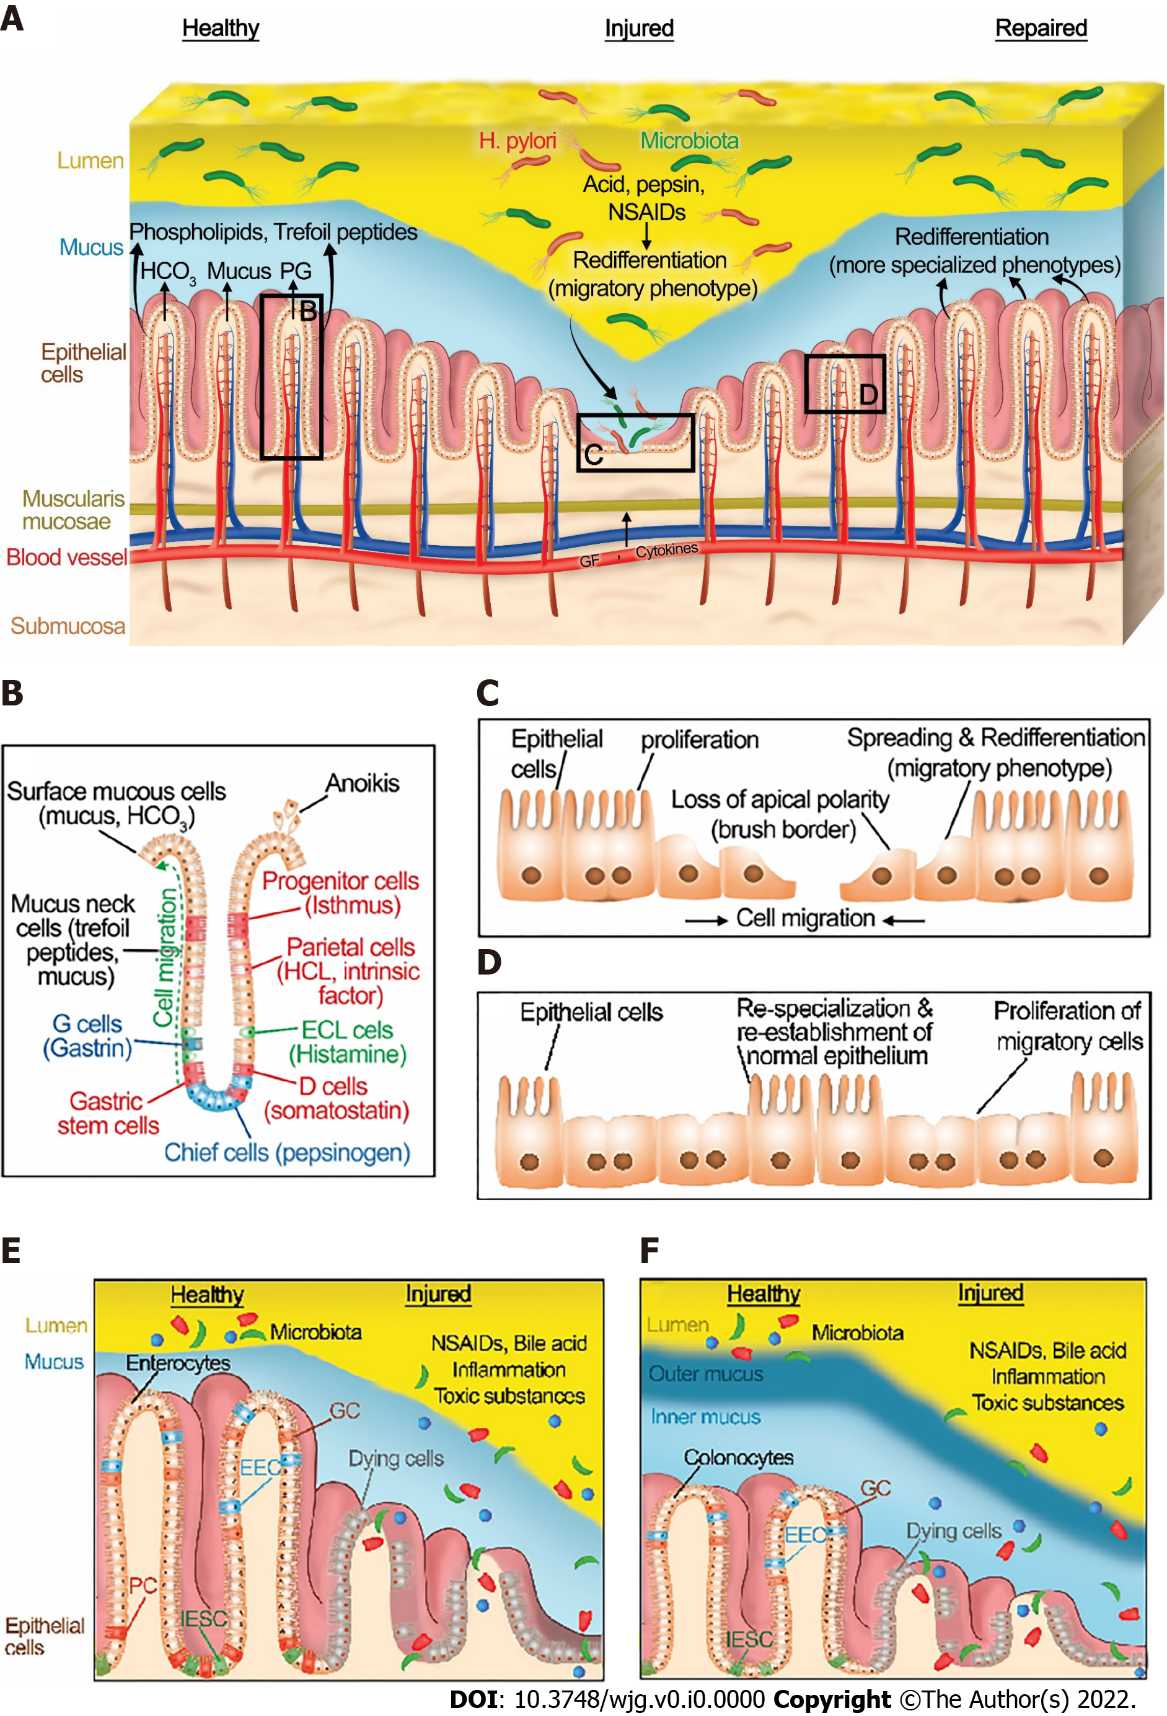 A
Healthy
Injured
Repaired
H. pylori
Microbiota
Lumen
Acid, pepsin,
NSAIDs
Mucus
Phospholipids, Trefoil peptides
Redifferentiation
(migratory phenotype)
Redifferentiation
(more specialized phenotypes)
HCO3
Mucus
PG
B
Epithelial
cells
D
C
Muscularis
mucosae
Blood vessel
GF , Cytokines
Submucosa
B
Surface mucous cells
(mucus, HCO3)
Anoikis
Progenitor cells
(Isthmus)
Mucus neck
cells (trefoil
peptides,
mucus)
Cell migration
Parietal cells
(HCL, intrinsic
factor)
G cells
(Gastrin)
ECL cels
(Histamine)
Gastric
stem cells
D cells
(somatostatin)
Chief cells (pepsinogen)
C
Epithelial
cells
proliferation
Spreading & Redifferentiation
(migratory phenotype)
Loss of apical polarity
(brush border)
Cell migration
D
Epithelial cells
Re-specialization &
re-establishment of
normal epithelium
Proliferation of
migratory cells
E
Healthy
Injured
Lumen
Microbiota
Mucus
Enterocytes
NSAIDs, Bile acid
Inflammation
Toxic substances
GC
EEC
Dying cells
PC
IESC
Epithelial
cells
F
Healthy
Injured
Lumen
Microbiota
Outer mucus
NSAIDs, Bile acid
Inflammation
Toxic substances
Inner mucus
Colonocytes
GC
EEC
Dying cells
IESC
DOI: 10.3748/wjg.v0.i0.0000 Copyright ©The Author(s) 2022.